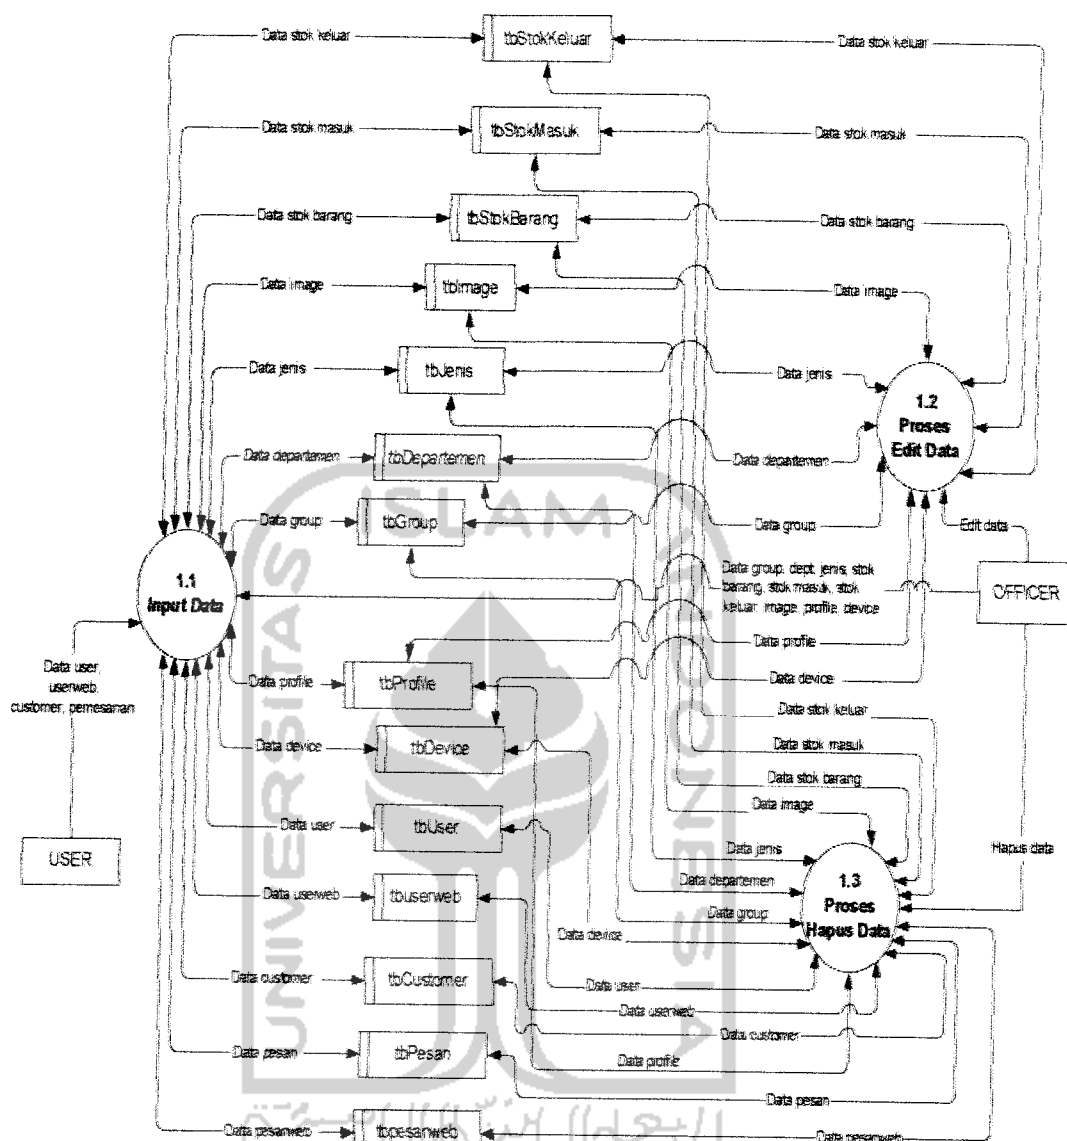 Data stok keluar
tbStokKeluar
Data stok keluar
Data stok masuk
tbStokMasuk
Data stok masuk
Data stok barang
tbStokBarang
Data stok barang
Data image
tbImage
Data image
Data jenis
tbJenis
Data jenis
1.2
Proses
Edit Data
Data departemen
tbDepartemen
Data departemen
ISLAM
Data group
tbGroup
Data group
Edit data
1.1
Input Data
Data group, dept, jenis, stok
barang, stok masuk, stok
keluar, image, profile, device
OFFICER
UNIVERSITAS
INDONESIA
Data user,
userweb,
customer, pemesanan
Data profile
tbProfile
Data profile
Data device
tbDevice
Data device
Data stok keluar
Data stok masuk
Data stok barang
Data image
Data user
tbUser
Data jenis
Hapus data
USER
1.3
Proses
Hapus Data
Data departemen
Data userweb
tbuserweb
Data group
Data device
Data customer
tbCustomer
Data user
Data userweb
Data customer
Data pesan
tbPesan
Data profile
Data pesan
Data pesanweb
tbpesanweb
Data pesanweb